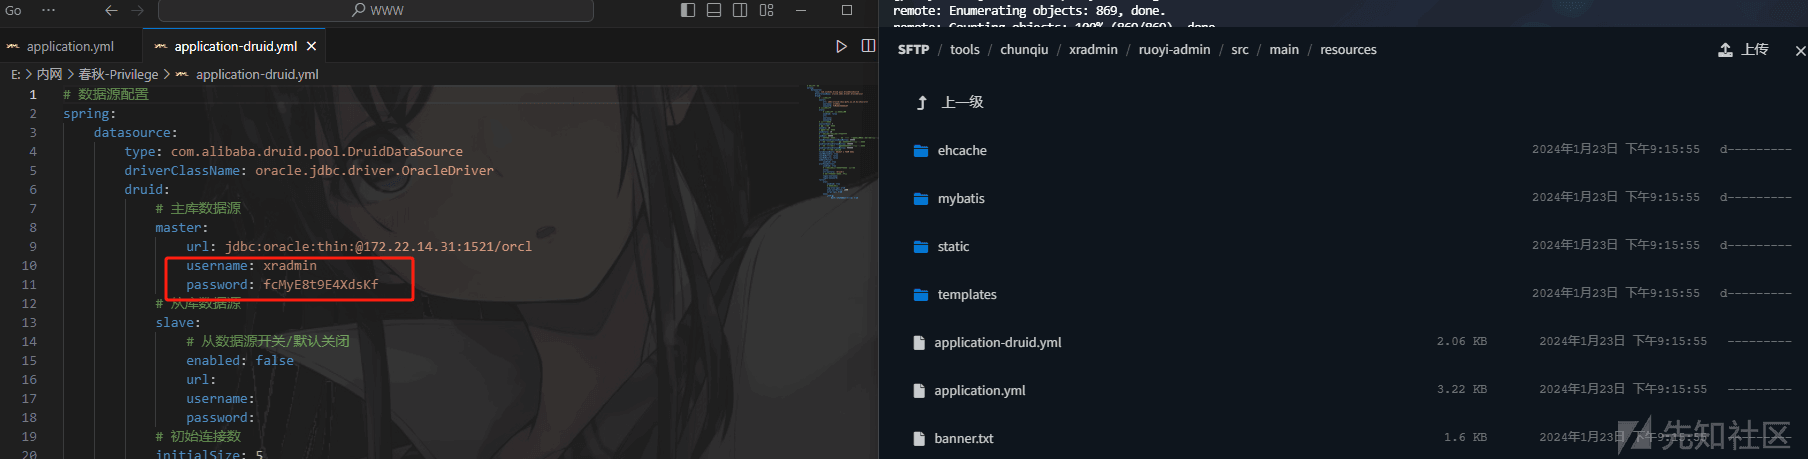 Go ··· ← → WWW
application.yml application-druid.yml ×
E: > 内网 > 春秋-Privilege > application-druid.yml
1 # 数据源配置
2 spring:
3 datasource:
4 type: com.alibaba.druid.pool.DruidDataSource
5 driverClassName: oracle.jdbc.driver.OracleDriver
6 druid:
7 # 主库数据源
8 master:
9 url: jdbc:oracle:thin:@172.22.14.31:1521/orcl
10 username: xradmin
11 password: fcMyE8t9E4XdsKf
12 # 从库数据源
13 slave:
14 # 从数据源开关/默认关闭
15 enabled: false
16 url:
17 username:
18 password:
19 # 初始连接数
20 initialSize: 5
remote: Enumerating objects: 869, done.
remote: Counting objects: 100% (869/869), done.
SFTP / tools / chunqiu / xradmin / ruoyi-admin / src / main / resources 上传 ×
上一级
ehcache 2024年1月23日 下午9:15:55 d---------
mybatis 2024年1月23日 下午9:15:55 d---------
static 2024年1月23日 下午9:15:55 d---------
templates 2024年1月23日 下午9:15:55 d---------
application-druid.yml 2.06 KB 2024年1月23日 下午9:15:55 ----------
application.yml 3.22 KB 2024年1月23日 下午9:15:55 ----------
banner.txt 1.6 KB 2024年1月23日 下午9:15:55 ----------
先知社区